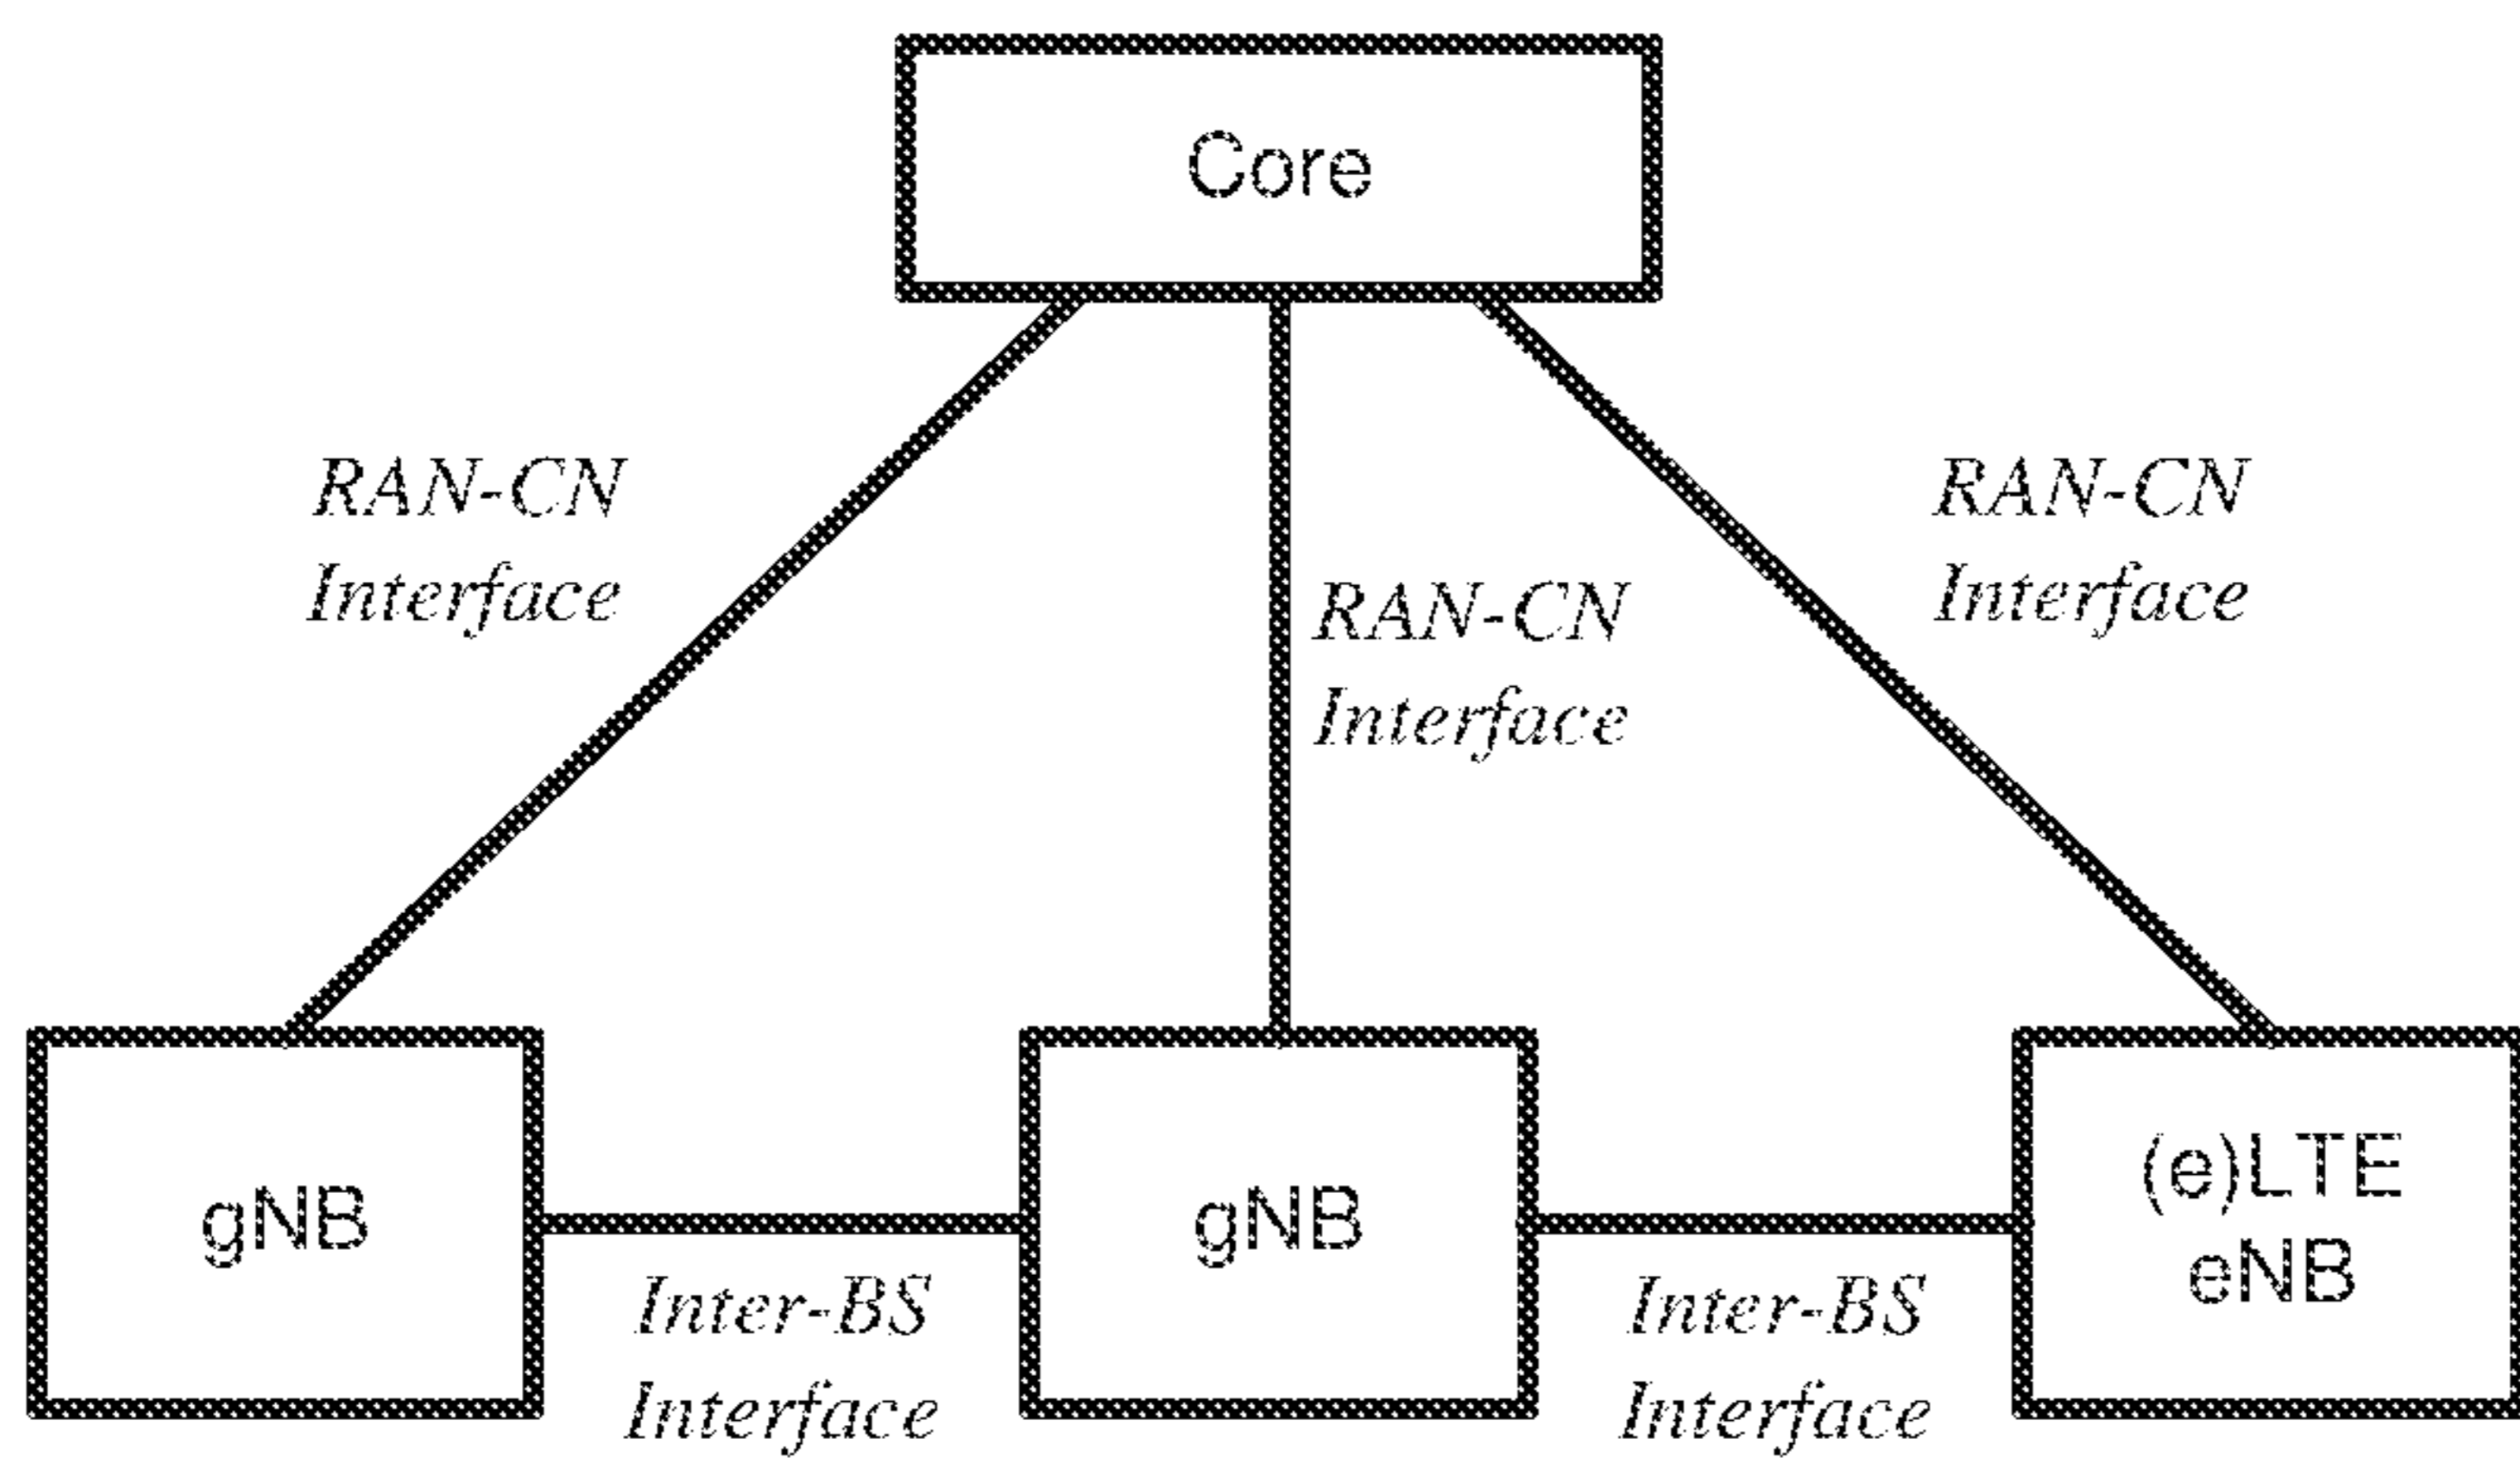 Core
RAN-CN
Interface
RAN-CN
Interface
RAN-CN
Interface
gNB
gNB
(e)LTE
eNB
Inter-BS
Interface
Inter-BS
Interface